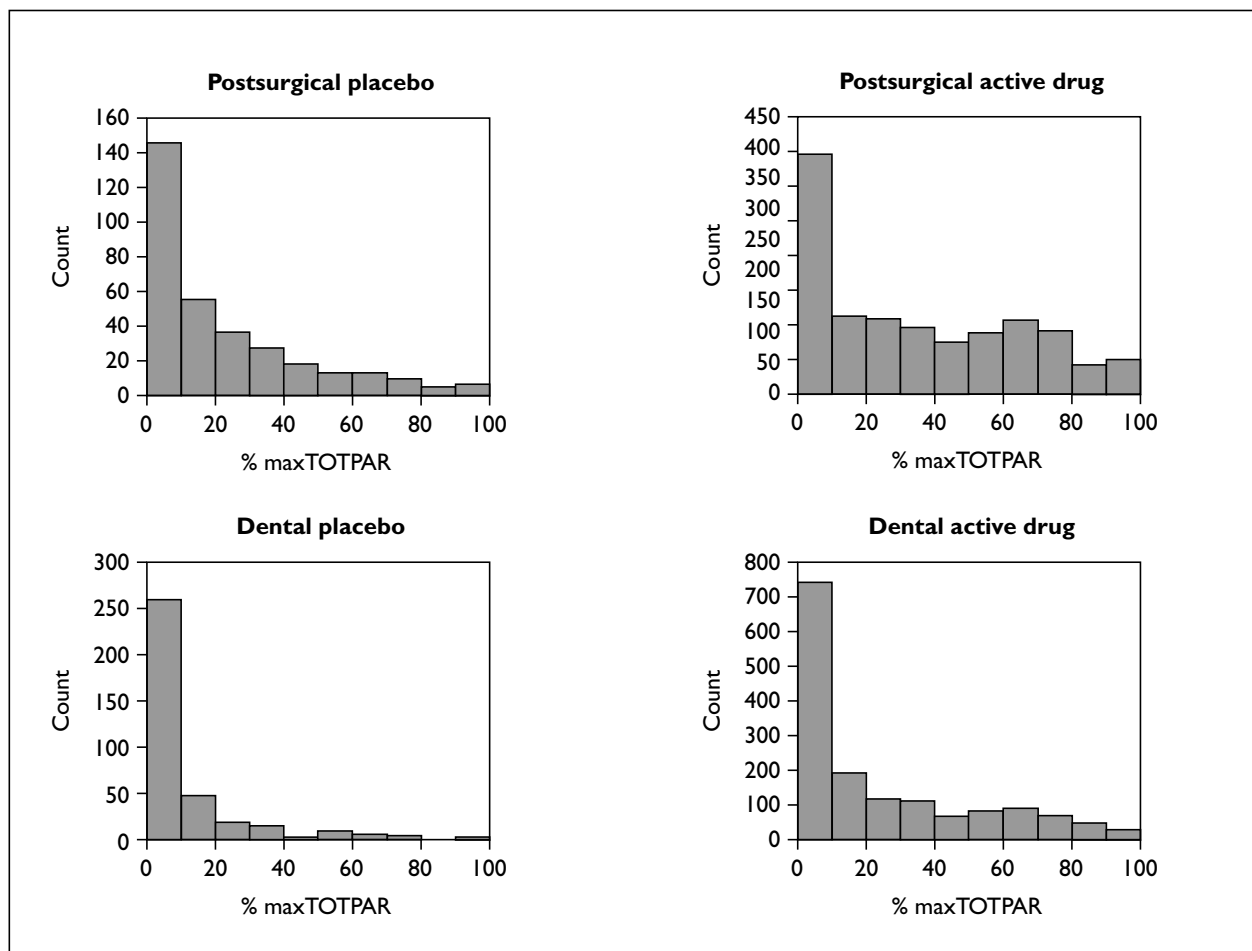 Postsurgical placebo
160
140
120
100
80
60
40
20
0
Count
0 20 40 60 80 100
% maxTOTPAR
Postsurgical active drug
450
400
350
300
250
200
150
100
50
0
Count
0 20 40 60 80 100
% maxTOTPAR
Dental placebo
300
250
200
150
100
50
0
Count
0 20 40 60 80 100
% maxTOTPAR
Dental active drug
800
700
600
500
400
300
200
100
0
Count
0 20 40 60 80 100
% maxTOTPAR